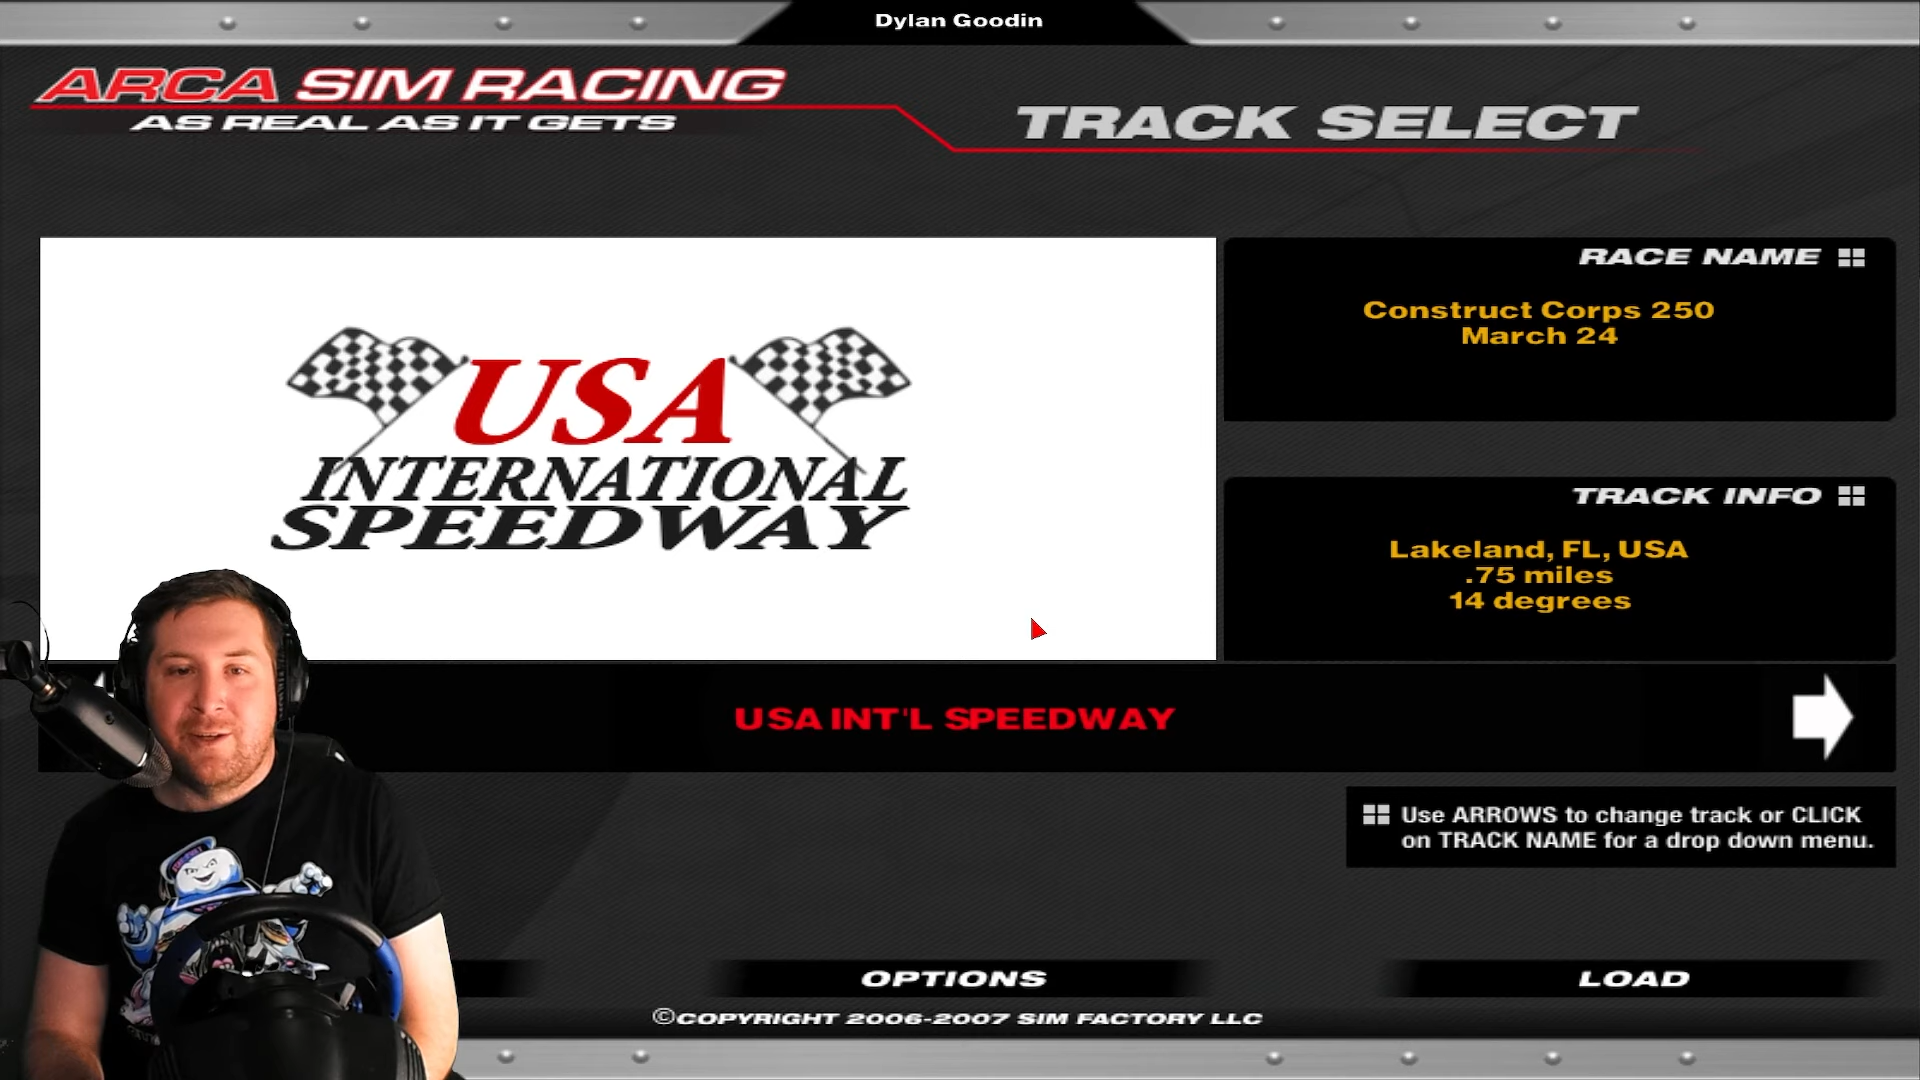 Dylan Goodin
ARCA SIM RACING
AS REAL AS IT GETS
TRACK SELECT
USA
INTERNATIONAL
SPEEDWAY
RACE NAME
Construct Corps 250
March 24
TRACK INFO
Lakeland, FL, USA
.75 miles
14 degrees
USA INT'L SPEEDWAY
Use ARROWS to change track or CLICK
on TRACK NAME for a drop down menu.
OPTIONS
LOAD
©COPYRIGHT 2006-2007 SIM FACTORY LLC